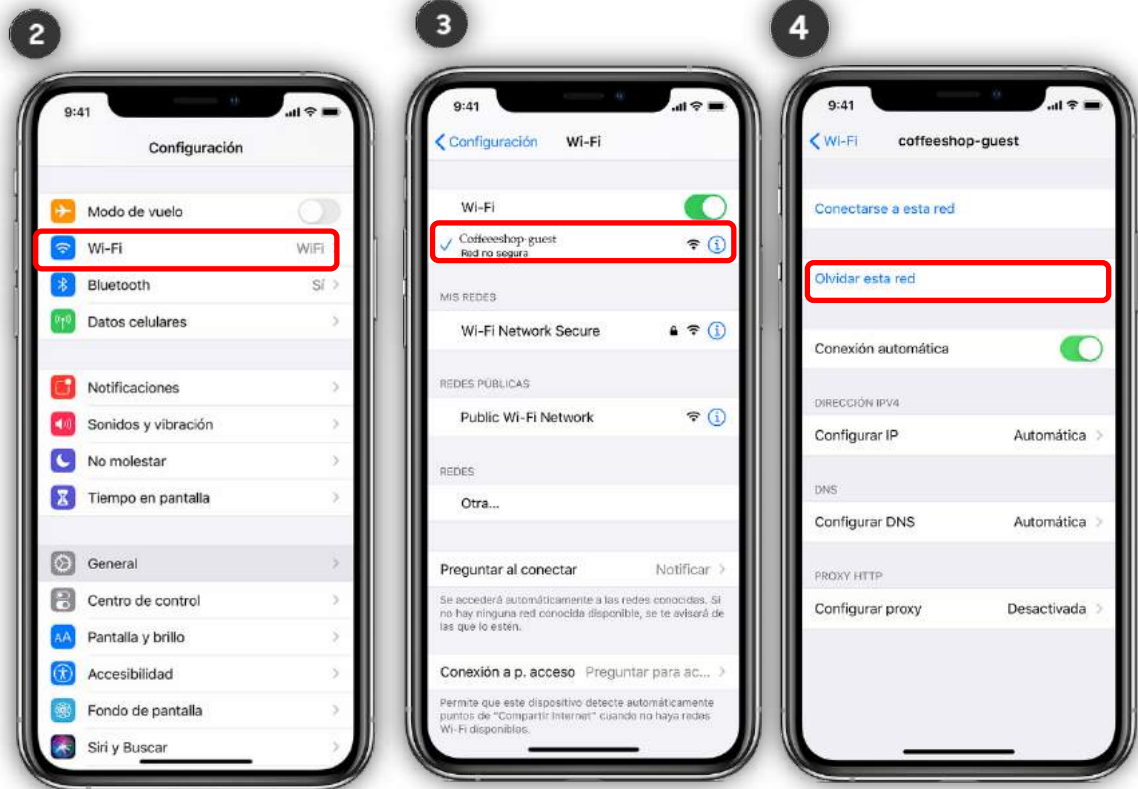 2
9:41
Configuración
Modo de vuelo
Wi-Fi WiFi
Bluetooth Sí
Datos celulares
Notificaciones
Sonidos y vibración
No molestar
Tiempo en pantalla
General
Centro de control
AA Pantalla y brillo
Accesibilidad
Fondo de pantalla
Siri y Buscar
3
9:41
Configuración Wi-Fi
Wi-Fi
Coffeeeshop-guest
Red no segura
MIS REDES
Wi-Fi Network Secure
REDES PÚBLICAS
Public Wi-Fi Network
REDES
Otra...
Preguntar al conectar Notificar
Se accederá automáticamente a las redes conocidas. Si
no hay ninguna red conocida disponible, se te avisará de
las que lo estén.
Conexión a p. acceso Preguntar para ac...
Permite que este dispositivo detecte automáticamente
puntos de "Compartir Internet" cuando no haya redes
Wi-Fi disponibles.
4
9:41
Wi-Fi coffeeshop-guest
Conectarse a esta red
Olvidar esta red
Conexión automática
DIRECCIÓN IPV4
Configurar IP Automática
DNS
Configurar DNS Automática
PROXY HTTP
Configurar proxy Desactivada